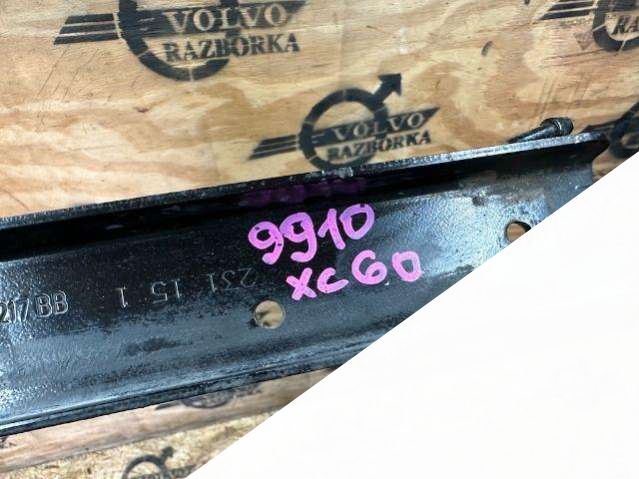 VOLVO
RAZBORKA
VOLVO
RAZBORKA
9910
XC60
217BB
1 15 231